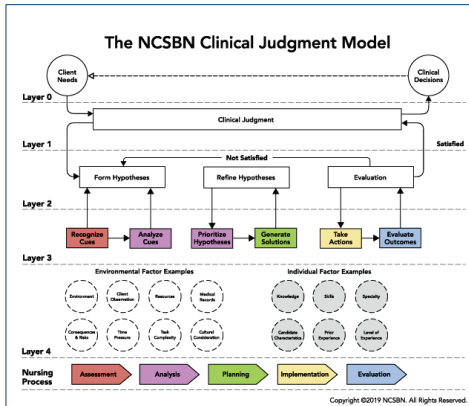 The NCSBN Clinical Judgment Model
Client
Needs
Clinical
Decisions
Layer 0
Clinical Judgment
Layer 1
Satisfied
Not Satisfied
Form Hypotheses
Refine Hypotheses
Evaluation
Layer 2
Recognize
Cues
Analyze
Cues
Prioritize
Hypotheses
Generate
Solutions
Take
Actions
Evaluate
Outcomes
Layer 3
Environmental Factor Examples
Environment
Client
Observation
Resources
Medical
Records
Consequences
& Risks
Time
Pressure
Task
Complexity
Cultural
Consideration
Individual Factor Examples
Knowledge
Skills
Specialty
Candidate
Characteristics
Prior
Experience
Level of
Experience
Layer 4
Nursing
Process
Assessment
Analysis
Planning
Implementation
Evaluation
Copyright ©2019 NCSBN. All Rights Reserved.